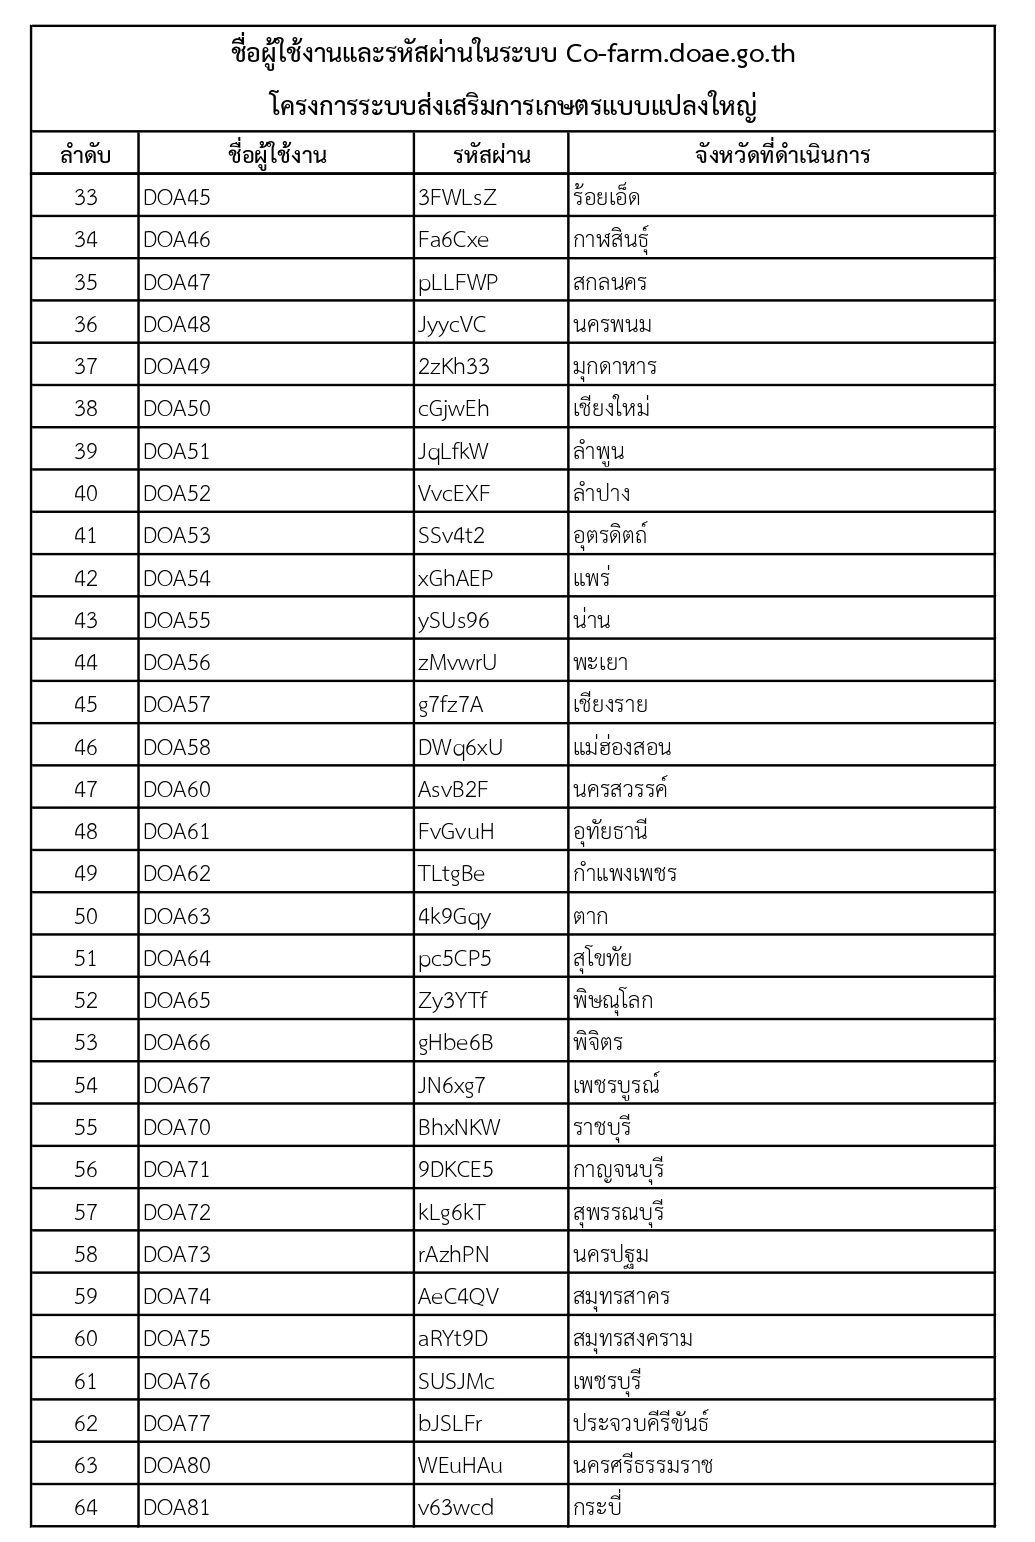 ชื่อผู้ใช้งานและรหัสผ่านในระบบ Co-farm.doae.go.th
โครงการระบบส่งเสริมการเกษตรแบบแปลงใหญ่
ลำดับ ชื่อผู้ใช้งาน รหัสผ่าน จังหวัดที่ดำเนินการ
33 DOA45 3FWLsZ ร้อยเอ็ด
34 DOA46 Fa6Cxe กาฬสินธุ์
35 DOA47 pLLFWP สกลนคร
36 DOA48 JyycVC นครพนม
37 DOA49 2zKh33 มุกดาหาร
38 DOA50 cGjwEh เชียงใหม่
39 DOA51 JqLfkW ลำพูน
40 DOA52 VvcEXF ลำปาง
41 DOA53 SSv4t2 อุตรดิตถ์
42 DOA54 xGhAEP แพร่
43 DOA55 ySUs96 น่าน
44 DOA56 zMvwrU พะเยา
45 DOA57 g7fz7A เชียงราย
46 DOA58 DWq6xU แม่ฮ่องสอน
47 DOA60 AsvB2F นครสวรรค์
48 DOA61 FvGvuH อุทัยธานี
49 DOA62 TLtgBe กำแพงเพชร
50 DOA63 4k9Gqy ตาก
51 DOA64 pc5CP5 สุโขทัย
52 DOA65 Zy3YTf พิษณุโลก
53 DOA66 gHbe6B พิจิตร
54 DOA67 JN6xg7 เพชรบูรณ์
55 DOA70 BhxNKW ราชบุรี
56 DOA71 9DKCE5 กาญจนบุรี
57 DOA72 kLg6kT สุพรรณบุรี
58 DOA73 rAzhPN นครปฐม
59 DOA74 AeC4QV สมุทรสาคร
60 DOA75 aRYt9D สมุทรสงคราม
61 DOA76 SUSJMc เพชรบุรี
62 DOA77 bJSLFr ประจวบคีรีขันธ์
63 DOA80 WEuHAu นครศรีธรรมราช
64 DOA81 v63wcd กระบี่